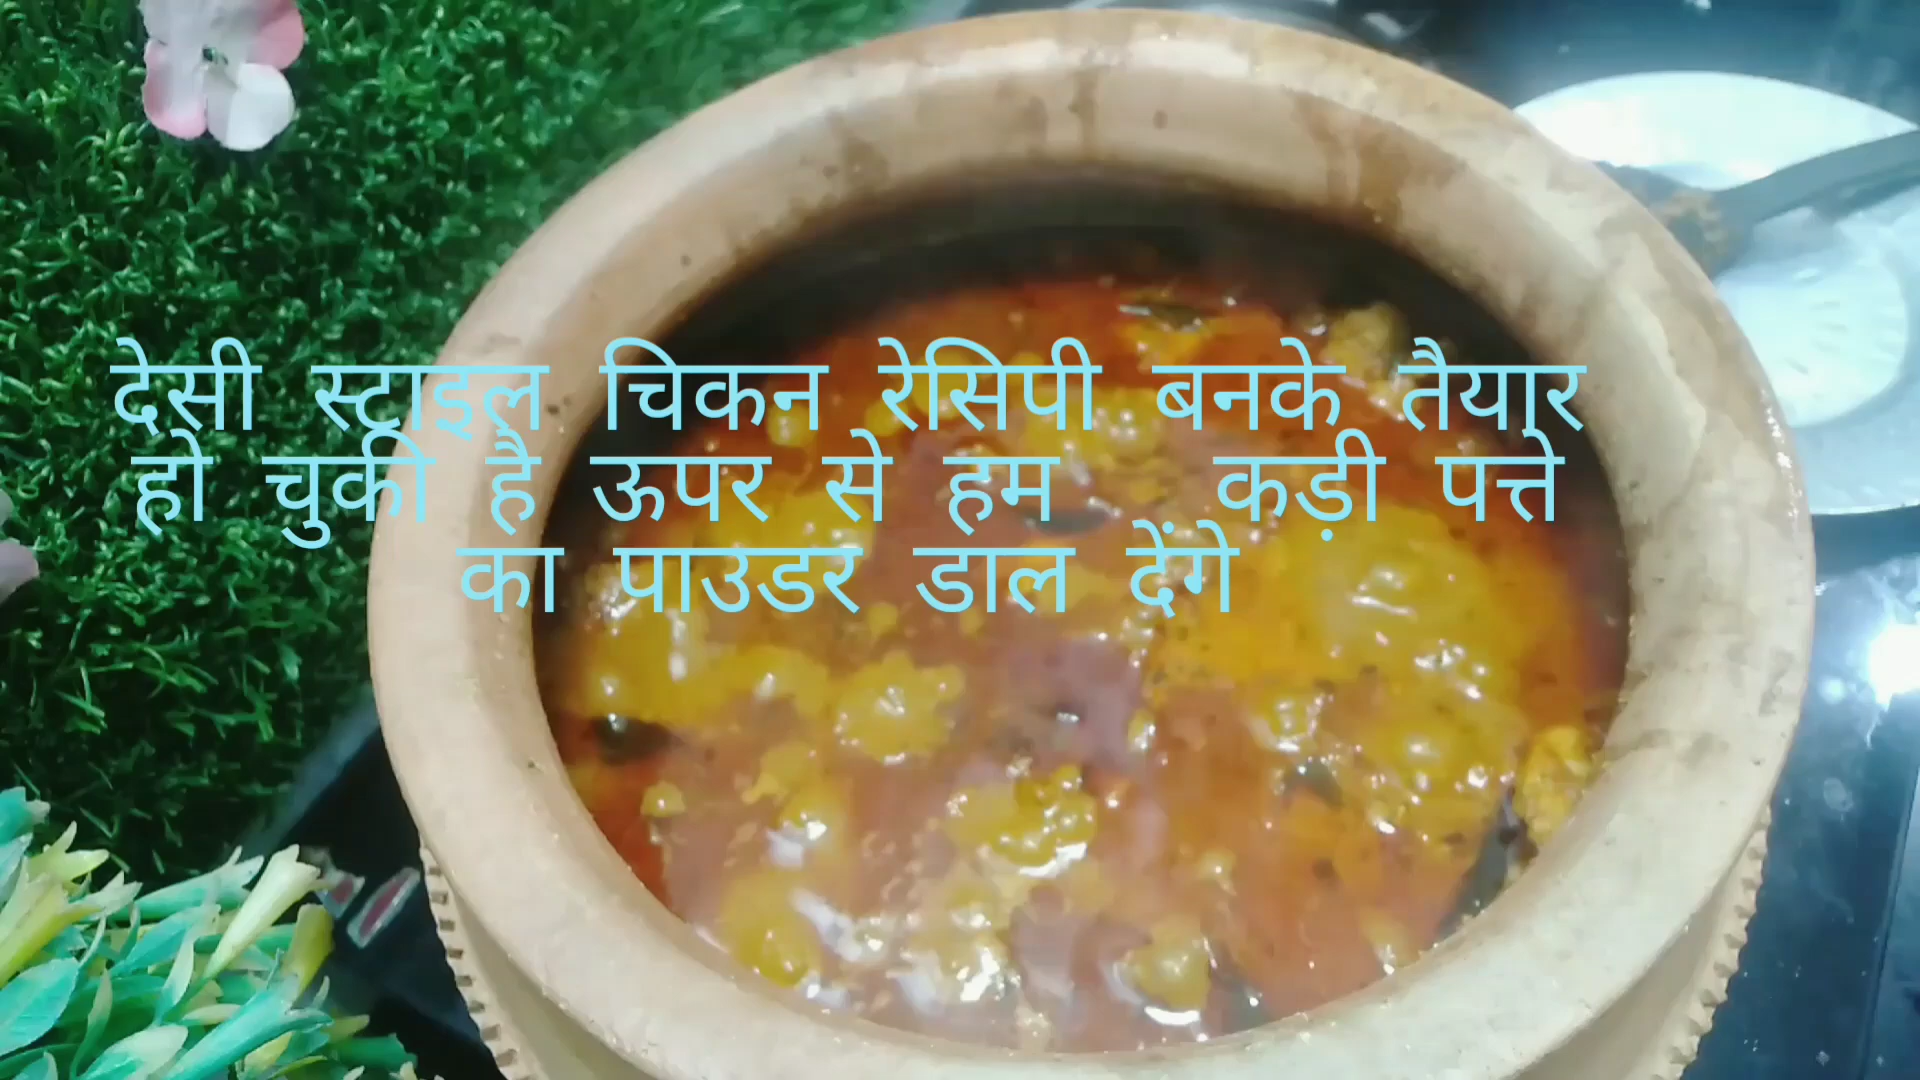 देसी स्टाइल चिकन रेसिपी बनके तैयार
हो चुकी है ऊपर से हम कड़ी पत्ते
का पाउडर डाल देंगे